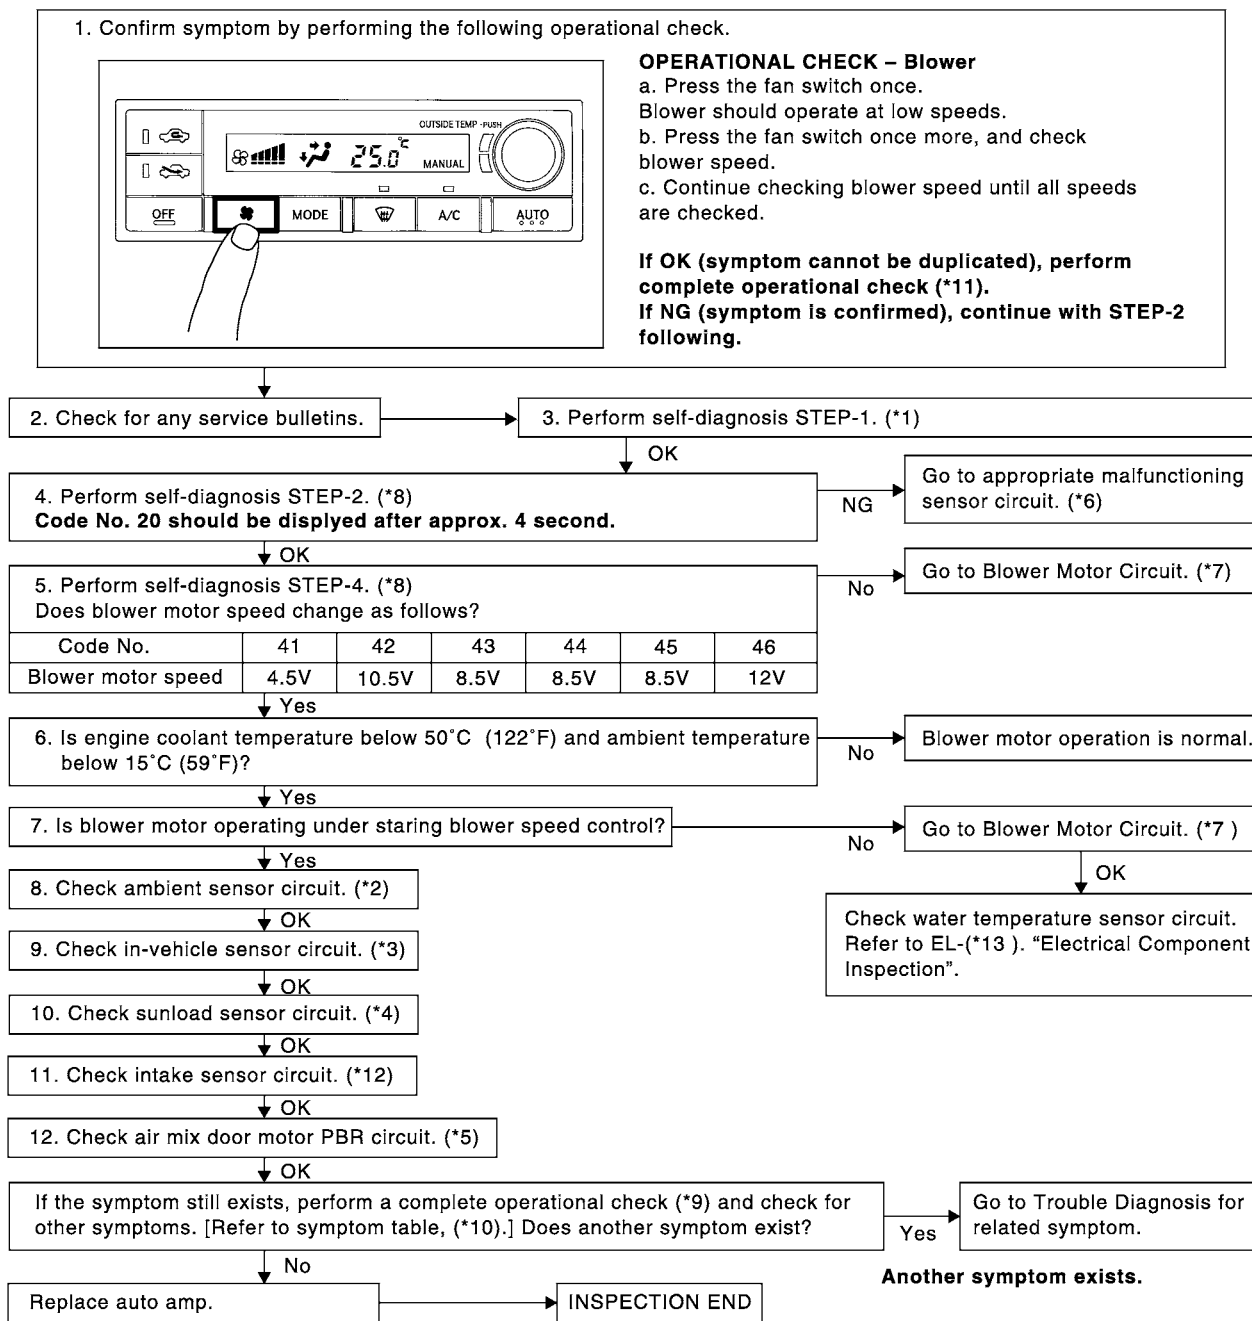 1. Confirm symptom by performing the following operational check.
OUTSIDE TEMP -PUSH
25.0°C
MANUAL
OFF
MODE
A/C
AUTO
OPERATIONAL CHECK – Blower
a. Press the fan switch once.
Blower should operate at low speeds.
b. Press the fan switch once more, and check
blower speed.
c. Continue checking blower speed until all speeds
are checked.
If OK (symptom cannot be duplicated), perform
complete operational check (*11).
If NG (symptom is confirmed), continue with STEP-2
following.
2. Check for any service bulletins.
3. Perform self-diagnosis STEP-1. (*1)
OK
4. Perform self-diagnosis STEP-2. (*8)
Code No. 20 should be displyed after approx. 4 second.
NG
Go to appropriate malfunctioning
sensor circuit. (*6)
OK
5. Perform self-diagnosis STEP-4. (*8)
Does blower motor speed change as follows?
No
Go to Blower Motor Circuit. (*7)
Code No. 41 42 43 44 45 46
Blower motor speed 4.5V 10.5V 8.5V 8.5V 8.5V 12V
Yes
6. Is engine coolant temperature below 50˚C (122˚F) and ambient temperature
below 15˚C (59˚F)?
No
Blower motor operation is normal.
Yes
7. Is blower motor operating under staring blower speed control?
No
Go to Blower Motor Circuit. (*7 )
Yes
OK
8. Check ambient sensor circuit. (*2)
Check water temperature sensor circuit.
Refer to EL-(*13 ). “Electrical Component
Inspection”.
OK
9. Check in-vehicle sensor circuit. (*3)
OK
10. Check sunload sensor circuit. (*4)
OK
11. Check intake sensor circuit. (*12)
OK
12. Check air mix door motor PBR circuit. (*5)
OK
If the symptom still exists, perform a complete operational check (*9) and check for
other symptoms. [Refer to symptom table, (*10).] Does another symptom exist?
Yes
Go to Trouble Diagnosis for
related symptom.
Another symptom exists.
No
Replace auto amp.
INSPECTION END